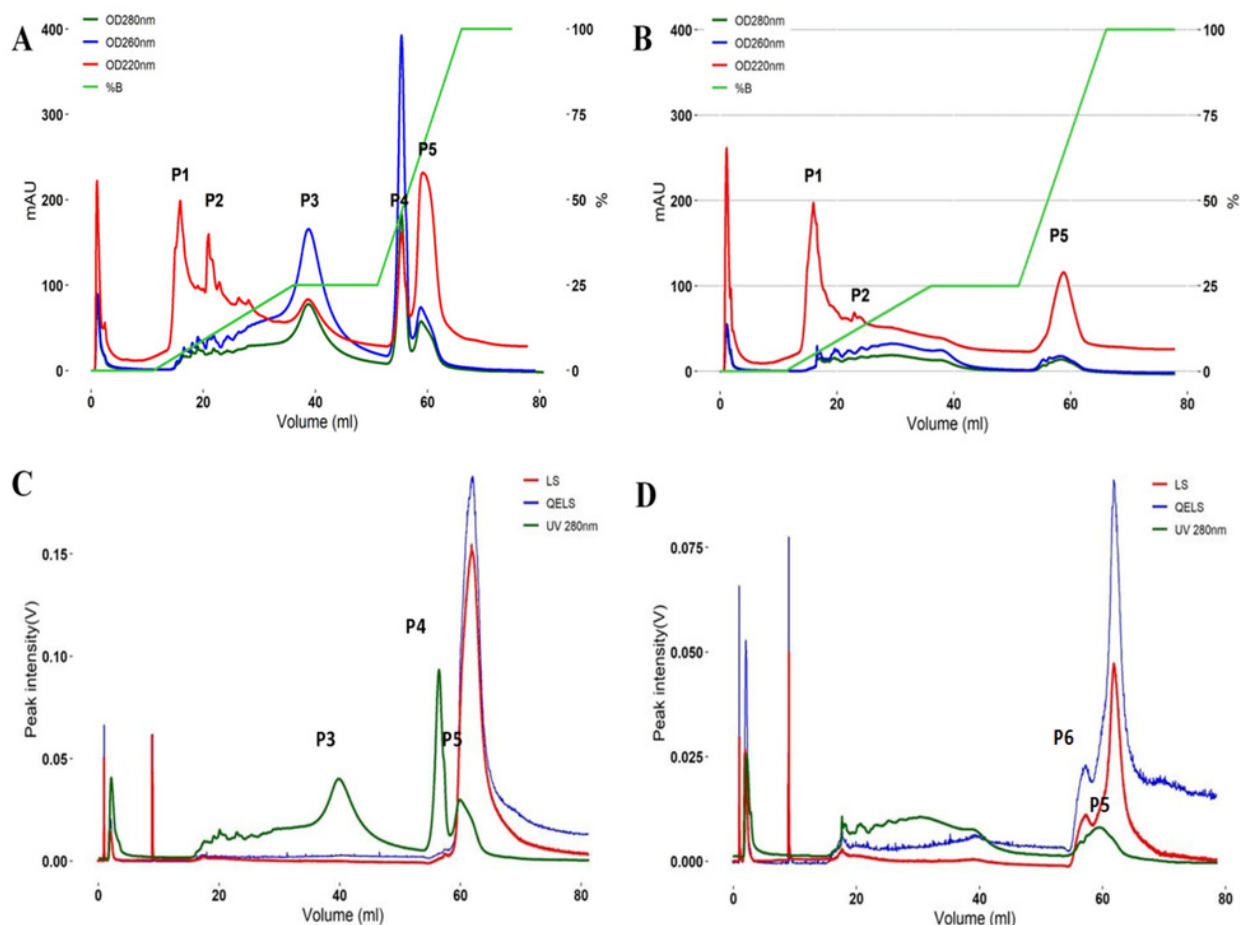 A
OD280nm
OD260nm
OD220nm
%B
400
300
200
100
0
mAU
100
75
50
25
0
%
P1
P2
P3
P4
P5
0 20 40 60 80
Volume (ml)
B
OD280nm
OD260nm
OD220nm
%B
400
300
200
100
0
mAU
100
75
50
25
0
%
P1
P2
P5
0 20 40 60 80
Volume (ml)
C
LS
QELS
UV 280nm
0.15
0.10
0.05
0.00
Peak intensity(V)
P3
P4
P5
0 20 40 60 80
Volume (ml)
D
LS
QELS
UV 280nm
0.075
0.050
0.025
0.000
Peak intensity(V)
P6
P5
0 20 40 60 80
Volume (ml)